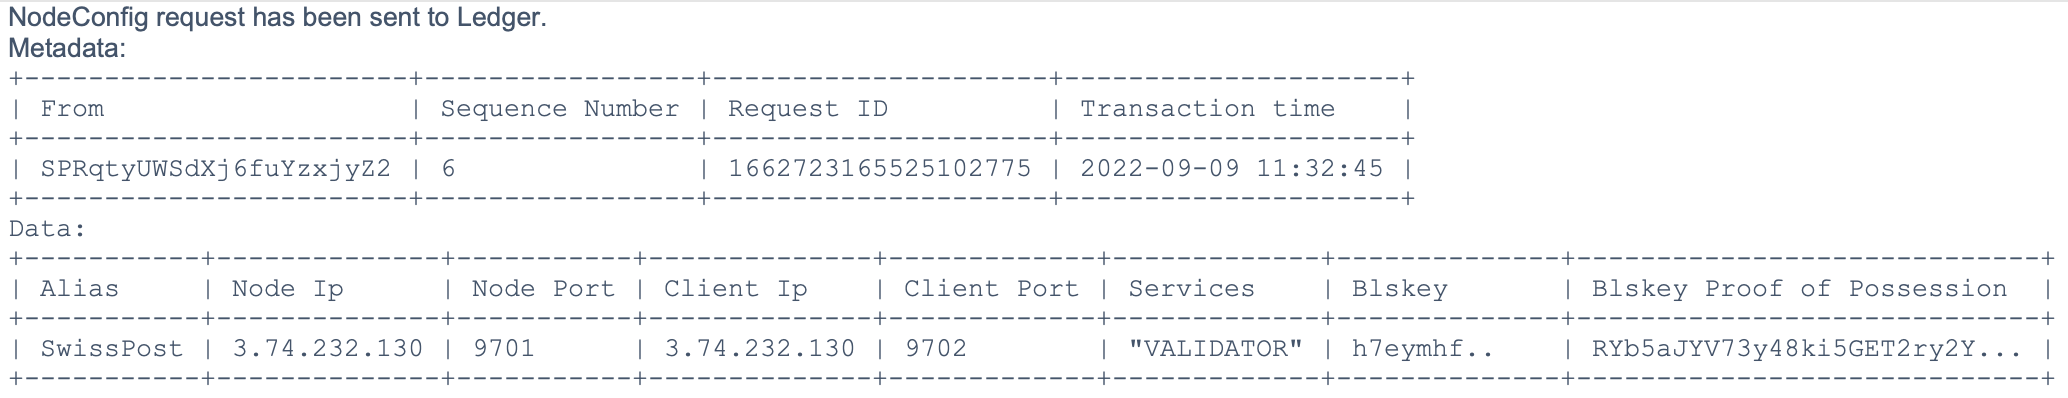 NodeConfig request has been sent to Ledger.
Metadata:
+------------------------+-----------------+---------------------+---------------------+
| From                   | Sequence Number | Request ID          | Transaction time    |
+------------------------+-----------------+---------------------+---------------------+
| SPRqtyUWSdXj6fuYzxjyZ2 | 6               | 1662723165525102775 | 2022-09-09 11:32:45 |
+------------------------+-----------------+---------------------+---------------------+
Data:
+-----------+--------------+-----------+--------------+-------------+-------------+--------------+-----------------------------+
| Alias     | Node Ip      | Node Port | Client Ip    | Client Port | Services    | Blskey       | Blskey Proof of Possession  |
+-----------+--------------+-----------+--------------+-------------+-------------+--------------+-----------------------------+
| SwissPost | 3.74.232.130 | 9701      | 3.74.232.130 | 9702        | "VALIDATOR" | h7eymhf..    | RYb5aJYV73y48ki5GET2ry2Y... |
+-----------+--------------+-----------+--------------+-------------+-------------+--------------+-----------------------------+